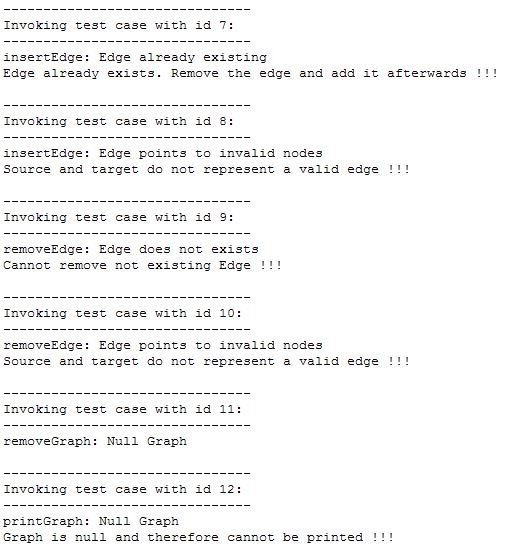 -------------------------------
Invoking test case with id 7:
-------------------------------
insertEdge: Edge already existing
Edge already exists. Remove the edge and add it afterwards !!!
-------------------------------
Invoking test case with id 8:
-------------------------------
insertEdge: Edge points to invalid nodes
Source and target do not represent a valid edge !!!
-------------------------------
Invoking test case with id 9:
-------------------------------
removeEdge: Edge does not exists
Cannot remove not existing Edge !!!
-------------------------------
Invoking test case with id 10:
-------------------------------
removeEdge: Edge points to invalid nodes
Source and target do not represent a valid edge !!!
-------------------------------
Invoking test case with id 11:
-------------------------------
removeGraph: Null Graph
-------------------------------
Invoking test case with id 12:
-------------------------------
printGraph: Null Graph
Graph is null and therefore cannot be printed !!!